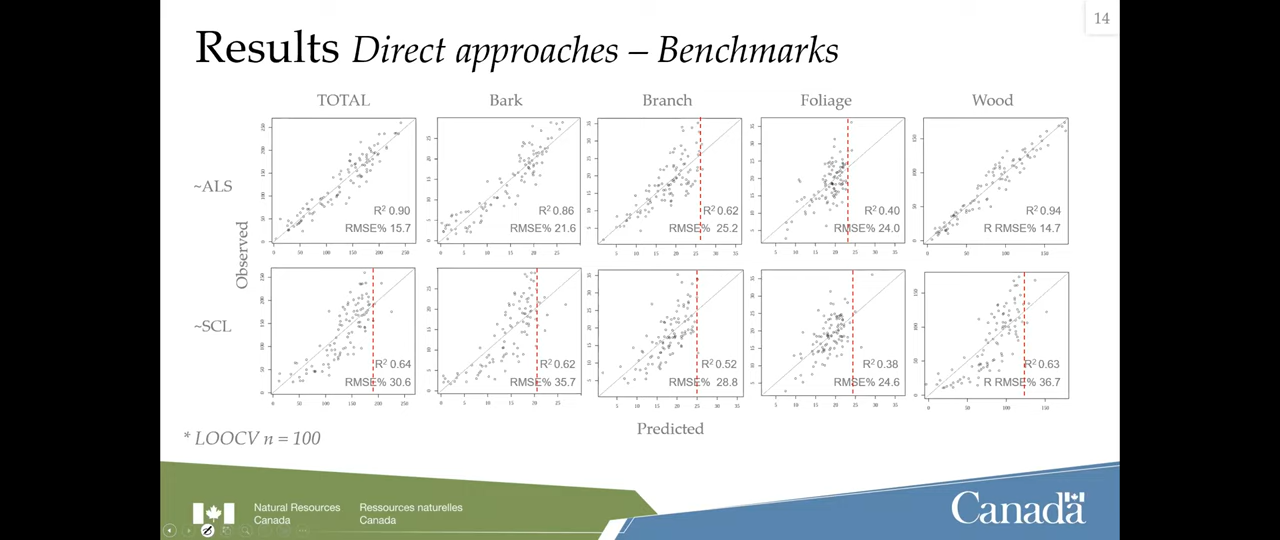 14
Results Direct approaches – Benchmarks
TOTAL Bark Branch Foliage Wood
~ALS
R² 0.90 R² 0.86 R² 0.62 R² 0.40 R² 0.94
RMSE% 15.7 RMSE% 21.6 RMSE% 25.2 RMSE% 24.0 R RMSE% 14.7
Observed
~SCL
R² 0.64 R² 0.62 R² 0.52 R² 0.38 R² 0.63
RMSE% 30.6 RMSE% 35.7 RMSE% 28.8 RMSE% 24.6 R RMSE% 36.7
Predicted
* LOOCV n = 100
Natural Resources Ressources naturelles
Canada Canada
Canada